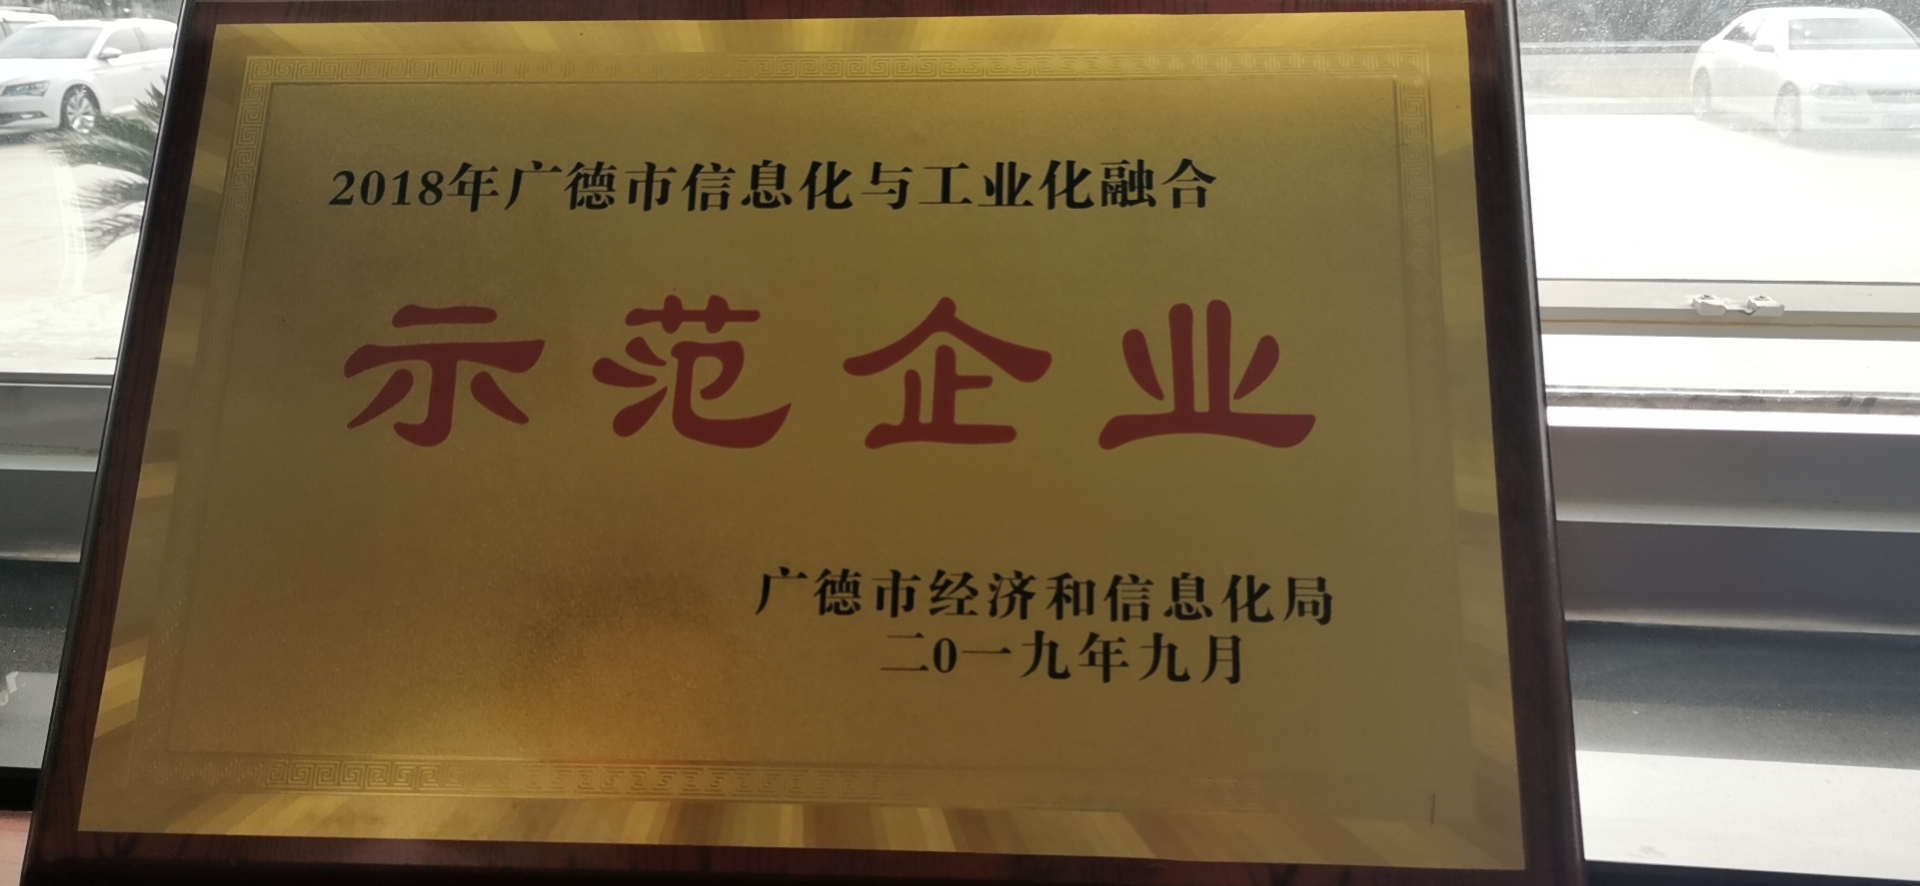 2018年广德市信息化与工业化融合
示范企业
广德市经济和信息化局
二0一九年九月